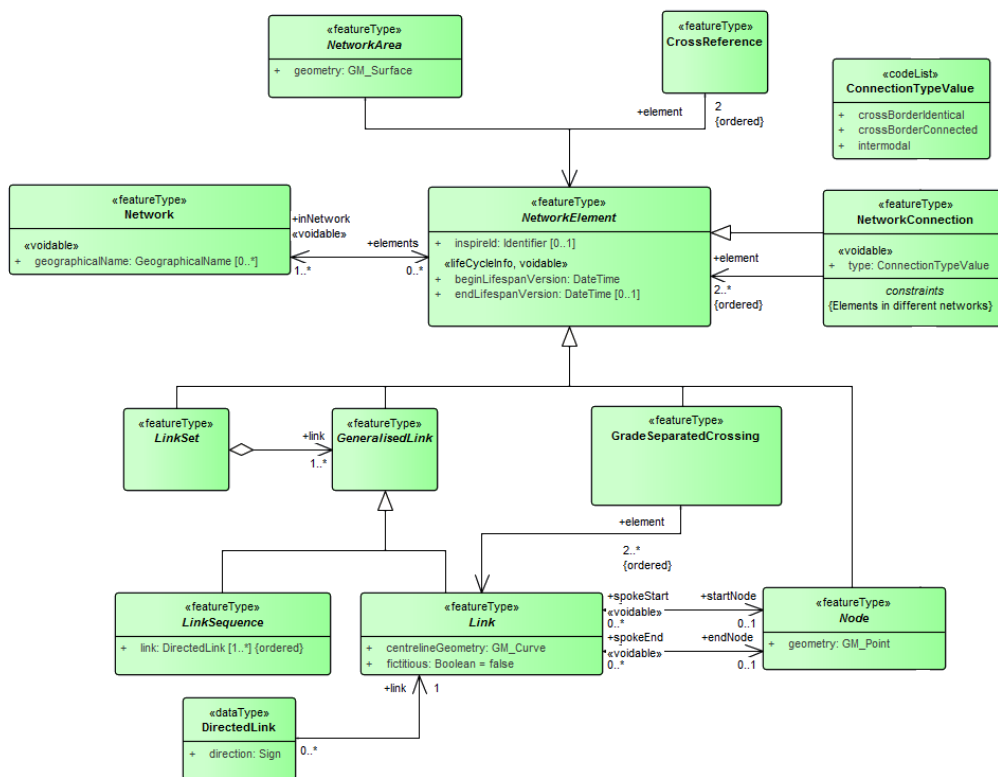 «featureType»
NetworkArea
+ geometry: GM_Surface
«featureType»
CrossReference
+element
2
{ordered}
«codeList»
ConnectionTypeValue
+ crossBorderIdentical
+ crossBorderConnected
+ intermodal
«featureType»
Network
«voidable»
+ geographicalName: GeographicalName [0..*]
+inNetwork
«voidable»
1..*
+elements
0..*
«featureType»
NetworkElement
+ inspireId: Identifier [0..1]
«lifeCycleInfo, voidable»
+ beginLifespanVersion: DateTime
+ endLifespanVersion: DateTime [0..1]
+element
2..*
{ordered}
«featureType»
NetworkConnection
«voidable»
+ type: ConnectionTypeValue
constraints
{Elements in different networks}
«featureType»
LinkSet
+link
1..*
«featureType»
GeneralisedLink
«featureType»
GradeSeparatedCrossing
+element
2..*
{ordered}
«featureType»
LinkSequence
+ link: DirectedLink [1..*] {ordered}
«featureType»
Link
+ centrelineGeometry: GM_Curve
+ fictitious: Boolean = false
+spokeStart
«voidable»
0..*
+startNode
0..1
+spokeEnd
«voidable»
0..*
+endNode
0..1
«featureType»
Node
+ geometry: GM_Point
+link
1
«dataType»
DirectedLink
+ direction: Sign
0..*